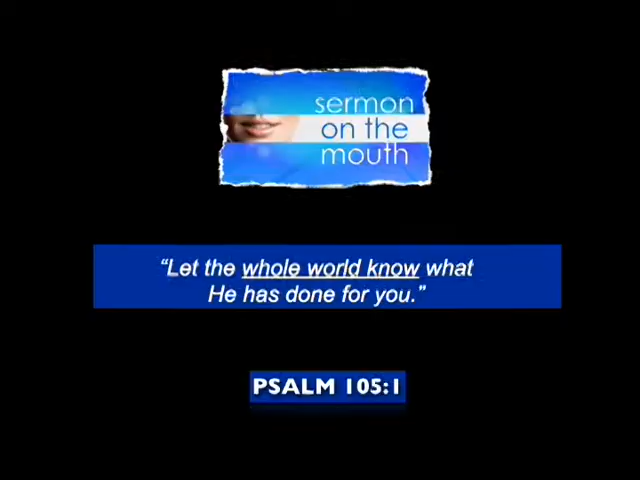 sermon
on the
mouth
“Let the whole world know what
He has done for you.”
PSALM 105:1